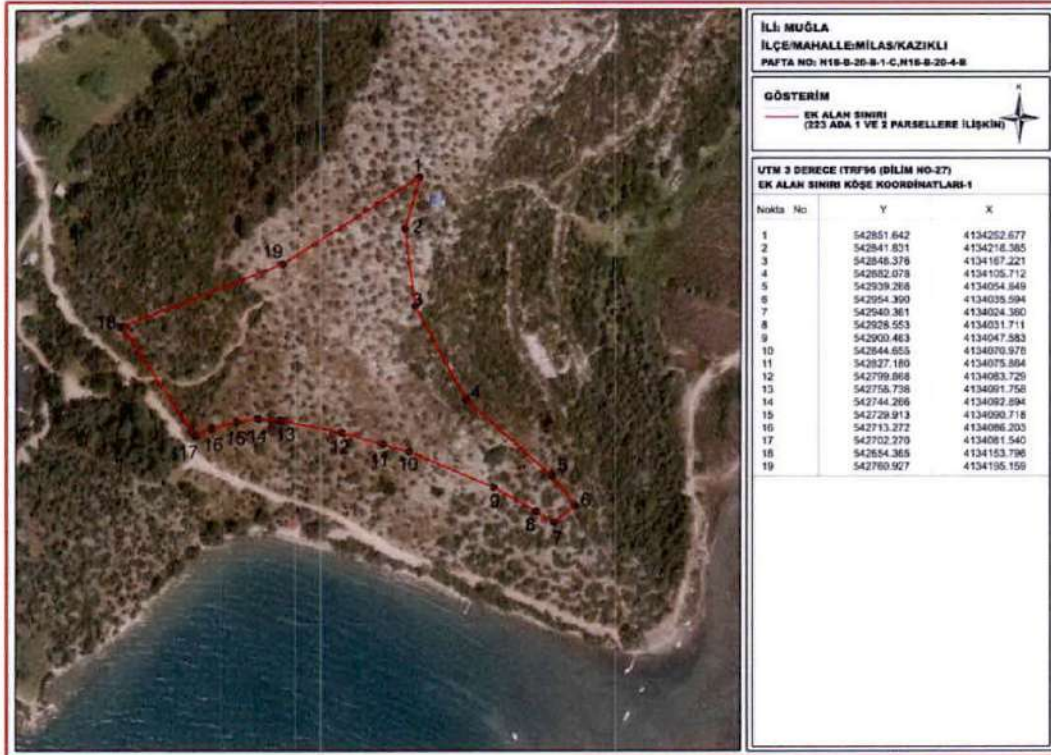 İLİ: MUĞLA
İLÇE/MAHALLE:MİLAS/KAZIKLI
PAFTA NO: N18-B-20-B-1-C,N18-B-20-4-B
GÖSTERİM
EK ALAN SINIRI
(223 ADA 1 VE 2 PARSELLERE İLİŞKİN)
UTM 3 DERECE ITRF96 (DİLİM NO-27)
EK ALAN SINIRI KÖŞE KOORDİNATLARI-1
Nokta No Y X
1 542851.642 4134252.677
2 542841.831 4134218.385
3 542848.376 4134167.221
4 542882.078 4134105.712
5 542939.268 4134054.849
6 542954.390 4134035.594
7 542940.361 4134024.360
8 542928.553 4134031.711
9 542900.463 4134047.583
10 542844.655 4134070.976
11 542827.180 4134075.884
12 542799.868 4134083.729
13 542758.738 4134091.758
14 542744.266 4134092.894
15 542729.913 4134090.718
16 542713.272 4134086.203
17 542702.270 4134081.540
18 542654.365 4134153.796
19 542760.927 4134195.159
1
2
19
3
18
4
14
13
15
16
17
12
11
10
5
9
6
8
7